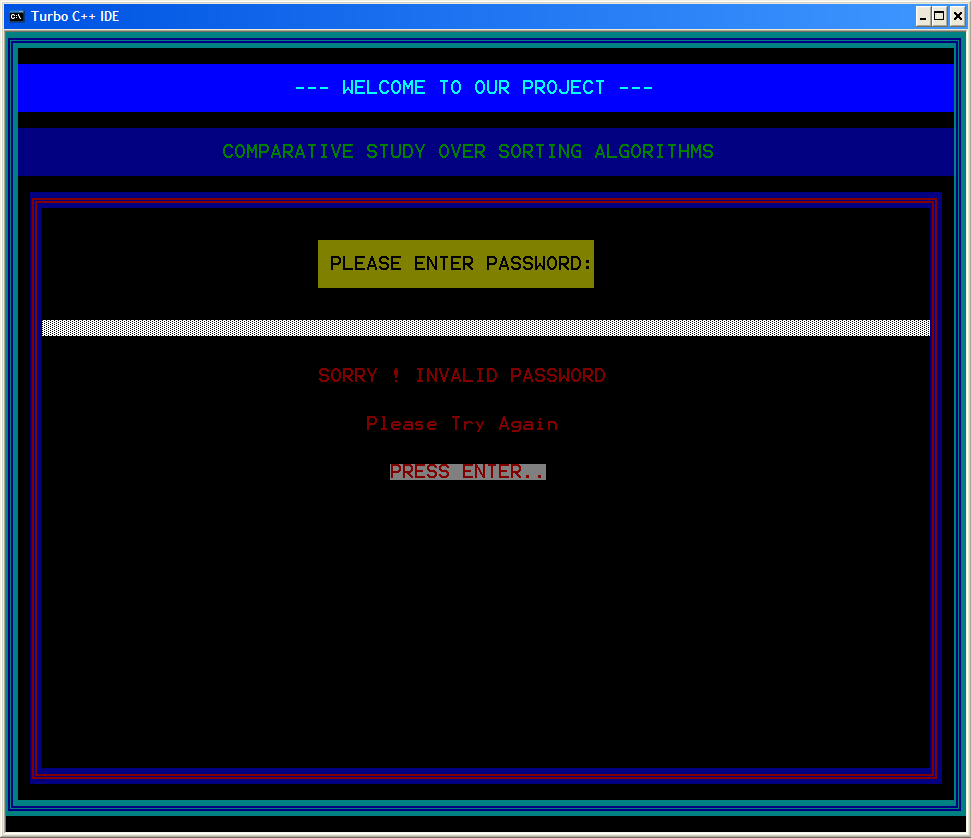 Turbo C++ IDE
--- WELCOME TO OUR PROJECT ---
COMPARATIVE STUDY OVER SORTING ALGORITHMS
PLEASE ENTER PASSWORD:
SORRY ! INVALID PASSWORD
Please Try Again
PRESS ENTER..